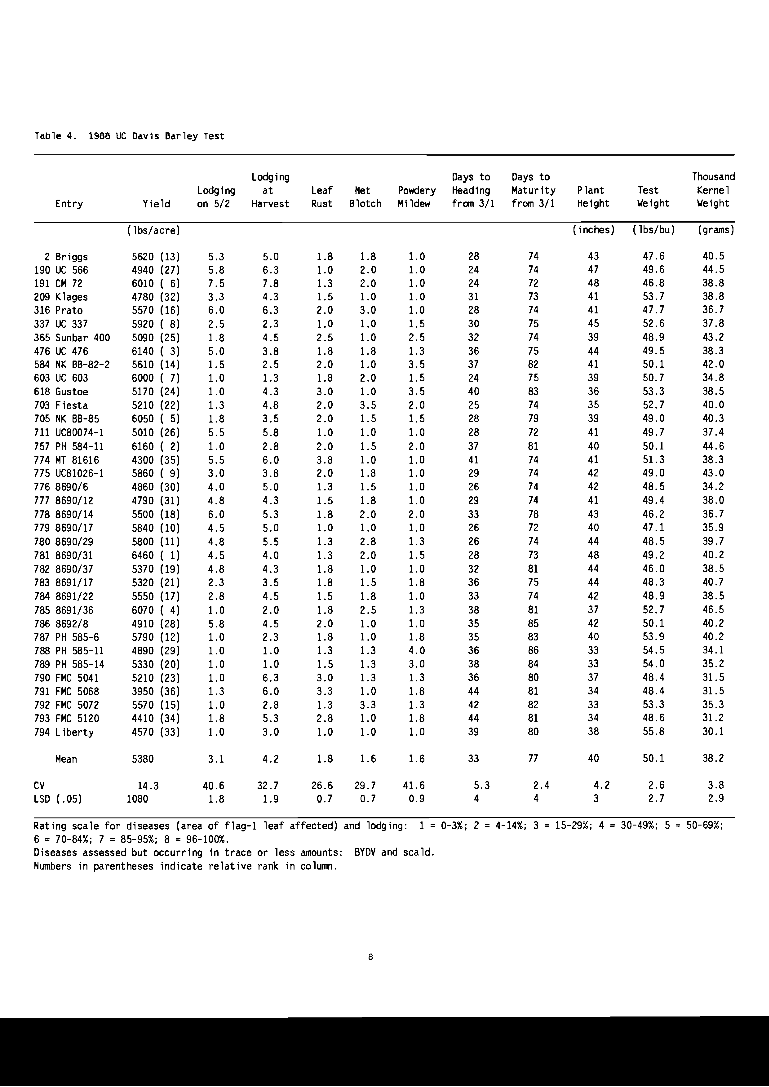 Table 4. 1988 UC Davis Barley Test
Lodging Days to Days to Thousand
Lodging at Leaf Net Powdery Heading Maturity Plant Test Kernel
Entry Yield on 5/2 Harvest Rust Blotch Mildew from 3/1 from 3/1 Height Weight Weight
(lbs/acre) (inches) (lbs/bu) (grams)
2 Briggs 5620 (13) 5.3 5.0 1.8 1.8 1.0 28 74 43 47.6 40.5
190 UC 566 4940 (27) 5.8 6.3 1.0 2.0 1.0 24 74 47 49.6 44.5
191 CM 72 6010 ( 6) 7.5 7.8 1.3 2.0 1.0 24 72 48 46.8 38.8
209 Klages 4780 (32) 3.3 4.3 1.5 1.0 1.0 31 73 41 53.7 38.8
316 Prato 5570 (16) 6.0 6.3 2.0 3.0 1.0 28 74 41 47.7 36.7
337 UC 337 5920 ( 8) 2.5 2.3 1.0 1.0 1.5 30 75 45 52.6 37.8
365 Sunbar 400 5090 (25) 1.8 4.5 2.5 1.0 2.5 32 74 39 48.9 43.2
476 UC 476 6140 ( 3) 5.0 3.8 1.8 1.8 1.3 36 75 44 49.5 38.3
584 NK BB-82-2 5610 (14) 1.5 2.5 2.0 1.0 3.5 37 82 41 50.1 42.0
603 UC 603 6000 ( 7) 1.0 1.3 1.8 2.0 1.5 24 75 39 50.7 34.8
618 Gustoe 5170 (24) 1.0 4.3 3.0 1.0 3.5 40 83 36 53.3 38.5
703 Fiesta 5210 (22) 1.3 4.8 2.0 3.5 2.0 25 74 35 52.7 40.0
705 NK BB-85 6050 ( 5) 1.8 3.5 2.0 1.5 1.5 28 79 39 49.0 40.3
711 UC80074-1 5010 (26) 5.5 5.8 1.0 1.0 1.0 28 72 41 49.7 37.4
757 PH 584-11 6160 ( 2) 1.0 2.8 2.0 1.5 2.0 37 81 40 50.1 44.6
774 MT 81616 4300 (35) 5.5 6.0 3.8 1.0 1.0 41 74 41 51.3 38.3
775 UC81026-1 5860 ( 9) 3.0 3.8 2.0 1.8 1.0 29 74 42 49.0 43.0
776 8690/6 4860 (30) 4.0 5.0 1.3 1.5 1.0 26 74 42 48.5 34.2
777 8690/12 4790 (31) 4.8 4.3 1.5 1.8 1.0 29 74 41 49.4 38.0
778 8690/14 5500 (18) 6.0 5.3 1.8 2.0 2.0 33 78 43 46.2 36.7
779 8690/17 5840 (10) 4.5 5.0 1.0 1.0 1.0 26 72 40 47.1 35.9
780 8690/29 5800 (11) 4.8 5.5 1.3 2.8 1.3 26 74 44 48.5 39.7
781 8690/31 6460 ( 1) 4.5 4.0 1.3 2.0 1.5 28 73 48 49.2 40.2
782 8690/37 5370 (19) 4.8 4.3 1.8 1.0 1.0 32 81 44 46.0 38.5
783 8691/17 5320 (21) 2.3 3.5 1.8 1.5 1.8 36 75 44 48.3 40.7
784 8691/22 5550 (17) 2.8 4.5 1.5 1.8 1.0 33 74 42 48.9 38.5
785 8691/36 6070 ( 4) 1.0 2.0 1.8 2.5 1.3 38 81 37 52.7 46.5
786 8692/8 4910 (28) 5.8 4.5 2.0 1.0 1.0 35 85 42 50.1 40.2
787 PH 585-6 5790 (12) 1.0 2.3 1.8 1.0 1.8 35 83 40 53.9 40.2
788 PH 585-11 4890 (29) 1.0 1.0 1.3 1.3 4.0 36 86 33 54.5 34.1
789 PH 585-14 5330 (20) 1.0 1.0 1.5 1.3 3.0 38 84 33 54.0 35.2
790 FMC 5041 5210 (23) 1.0 6.3 3.0 1.3 1.3 36 80 37 48.4 31.5
791 FMC 5068 3950 (36) 1.3 6.0 3.3 1.0 1.8 44 81 34 48.4 31.5
792 FMC 5072 5570 (15) 1.0 2.8 1.3 3.3 1.3 42 82 33 53.3 35.3
793 FMC 5120 4410 (34) 1.8 5.3 2.8 1.0 1.8 44 81 34 48.6 31.2
794 Liberty 4570 (33) 1.0 3.0 1.0 1.0 1.0 39 80 38 55.8 30.1
Mean 5380 3.1 4.2 1.8 1.6 1.6 33 77 40 50.1 38.2
CV 14.3 40.6 32.7 26.6 29.7 41.6 5.3 2.4 4.2 2.6 3.8
LSD (.05) 1080 1.8 1.9 0.7 0.7 0.9 4 4 3 2.7 2.9
Rating scale for diseases (area of flag-1 leaf affected) and lodging: 1 = 0-3%; 2 = 4-14%; 3 = 15-29%; 4 = 30-49%; 5 = 50-69%;
6 = 70-84%; 7 = 85-95%; 8 = 96-100%.
Diseases assessed but occurring in trace or less amounts: BYDV and scald.
Numbers in parentheses indicate relative rank in column.
8